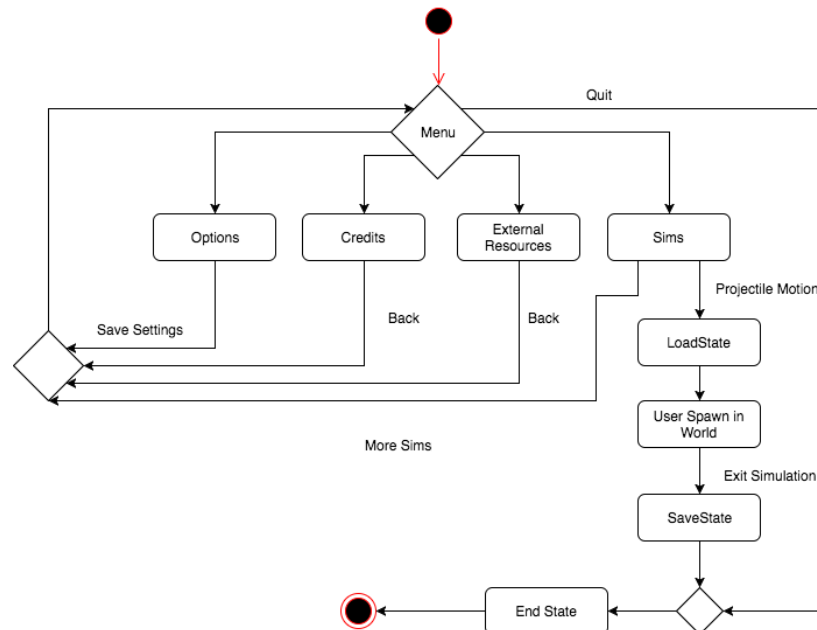 Quit
Menu
Options
Credits
External
Resources
Sims
Projectile Motion
Save Settings
Back
Back
LoadState
User Spawn in
World
More Sims
Exit Simulation
SaveState
End State